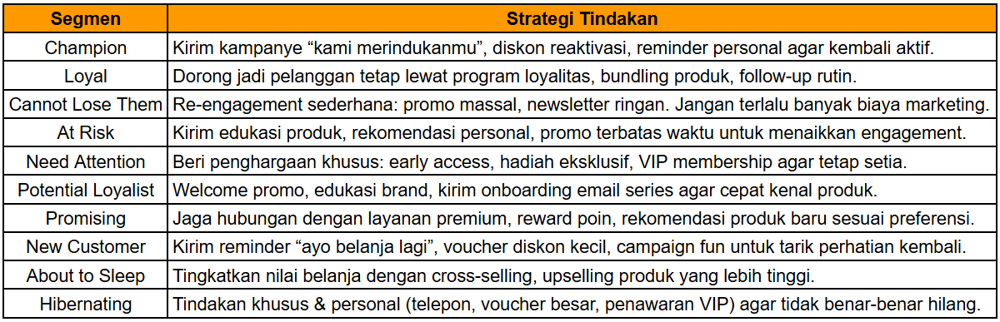 Segmen Strategi Tindakan
Champion Kirim kampanye “kami merindukanmu”, diskon reaktivasi, reminder personal agar kembali aktif.
Loyal Dorong jadi pelanggan tetap lewat program loyalitas, bundling produk, follow-up rutin.
Cannot Lose Them Re-engagement sederhana: promo massal, newsletter ringan. Jangan terlalu banyak biaya marketing.
At Risk Kirim edukasi produk, rekomendasi personal, promo terbatas waktu untuk menaikkan engagement.
Need Attention Beri penghargaan khusus: early access, hadiah eksklusif, VIP membership agar tetap setia.
Potential Loyalist Welcome promo, edukasi brand, kirim onboarding email series agar cepat kenal produk.
Promising Jaga hubungan dengan layanan premium, reward poin, rekomendasi produk baru sesuai preferensi.
New Customer Kirim reminder “ayo belanja lagi”, voucher diskon kecil, campaign fun untuk tarik perhatian kembali.
About to Sleep Tingkatkan nilai belanja dengan cross-selling, upselling produk yang lebih tinggi.
Hibernating Tindakan khusus & personal (telepon, voucher besar, penawaran VIP) agar tidak benar-benar hilang.